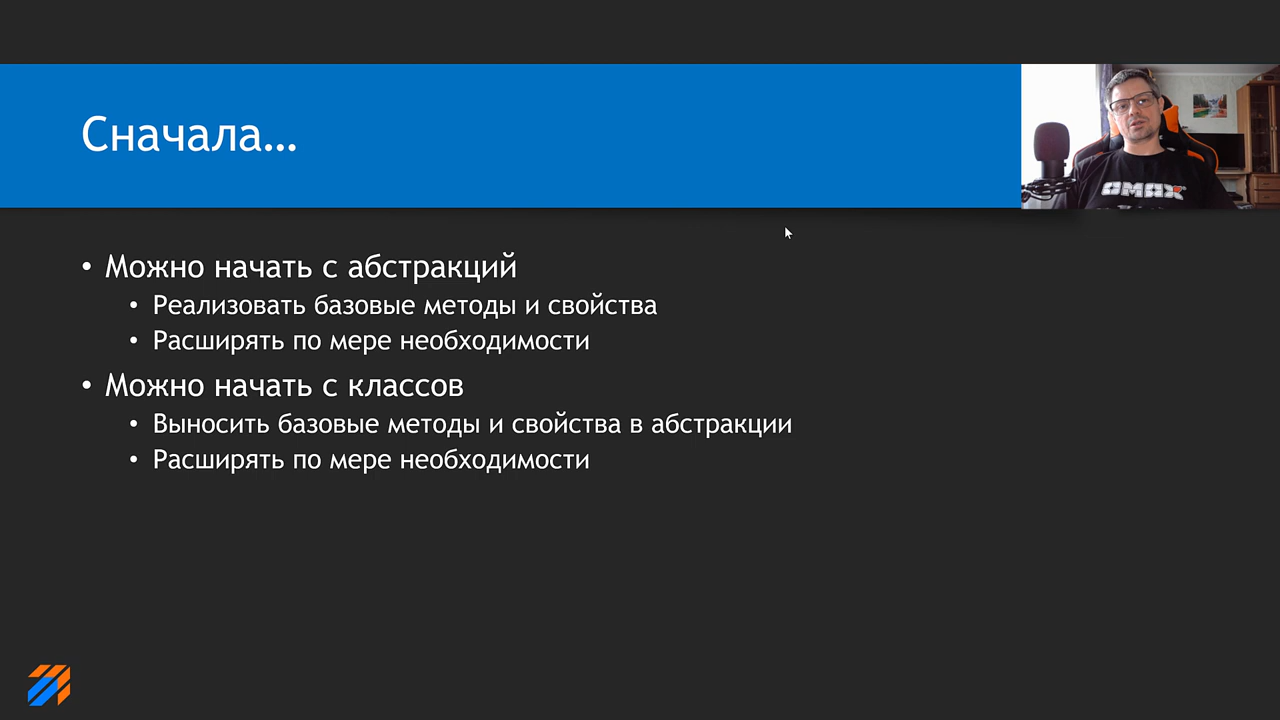 Сначала...
• Можно начать с абстракций
• Реализовать базовые методы и свойства
• Расширять по мере необходимости
• Можно начать с классов
• Выносить базовые методы и свойства в абстракции
• Расширять по мере необходимости
OMAX